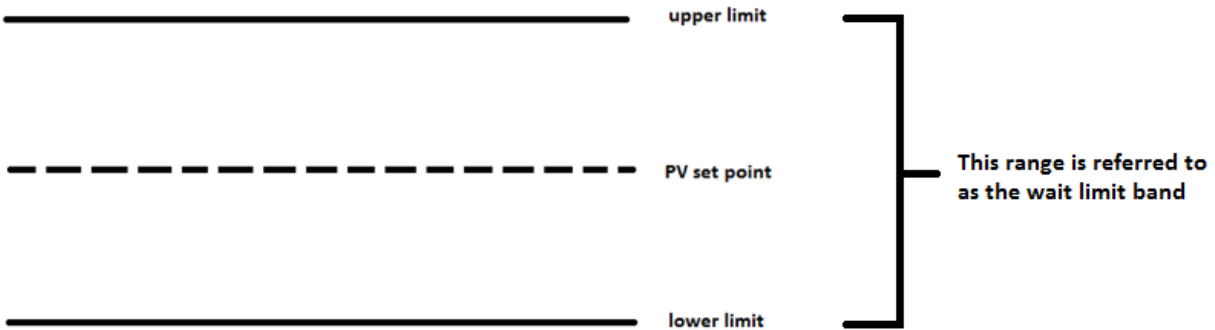 upper limit
PV set point
This range is referred to
as the wait limit band
lower limit